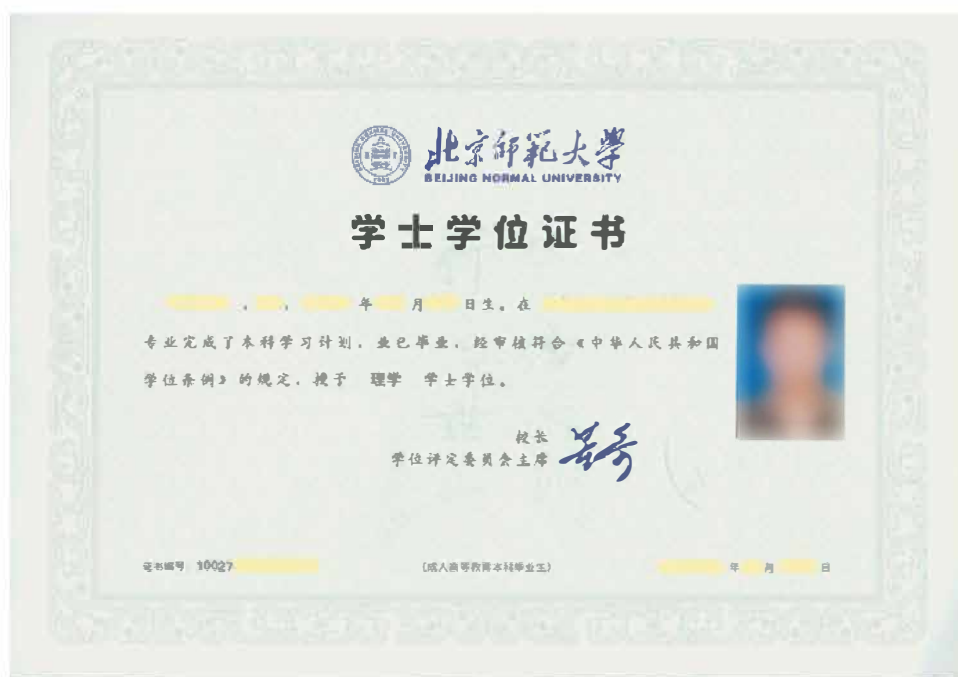 北京师范大学
BEIJING NORMAL UNIVERSITY
学士学位证书
， ， 年 月 日生。在
专业完成了本科学习计划，业已毕业，经审核符合《中华人民共和国
学位条例》的规定，授予 理学 学士学位。
校长
学位评定委员会主席
证书编号 10027
(成人高等教育本科毕业生)
年 月 日